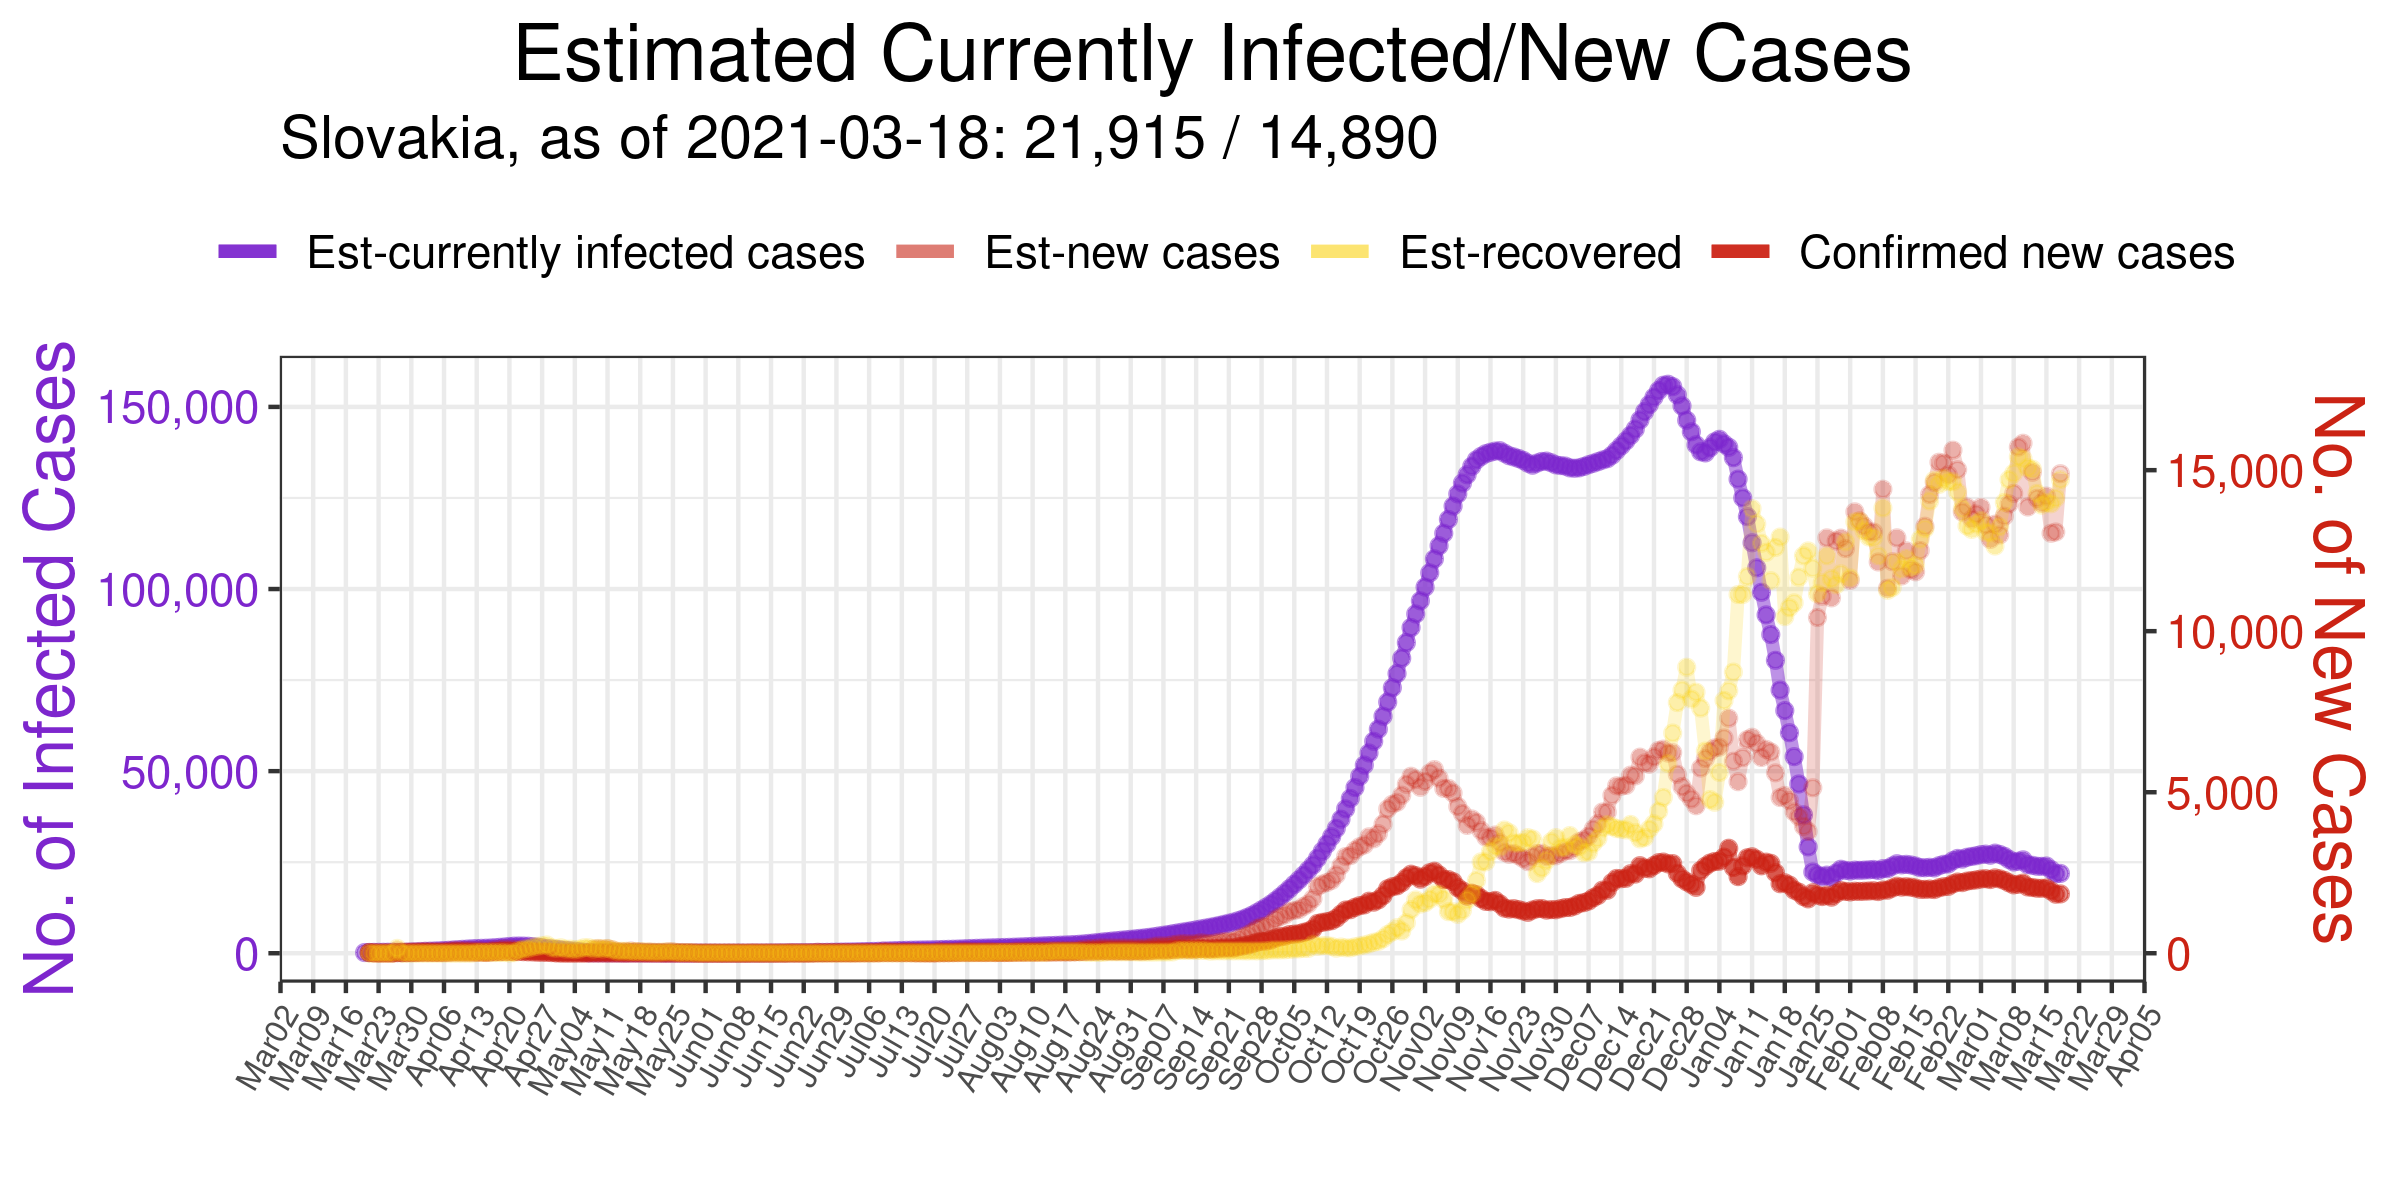 Estimated Currently Infected/New Cases
Slovakia, as of 2021-03-18: 21,915 / 14,890
Est-currently infected cases Est-new cases Est-recovered Confirmed new cases
No. of Infected Cases
150,000
100,000
50,000
0
15,000
10,000
5,000
0
No. of New Cases
Mar02 Mar09 Mar16 Mar23 Mar30 Apr06 Apr13 Apr20 Apr27 May04 May11 May18 May25 Jun01 Jun08 Jun15 Jun22 Jun29 Jul06 Jul13 Jul20 Jul27 Aug03 Aug10 Aug17 Aug24 Aug31 Sep07 Sep14 Sep21 Sep28 Oct05 Oct12 Oct19 Oct26 Nov02 Nov09 Nov16 Nov23 Nov30 Dec07 Dec14 Dec21 Dec28 Jan04 Jan11 Jan18 Jan25 Feb01 Feb08 Feb15 Feb22 Mar01 Mar08 Mar15 Mar22 Mar29 Apr05